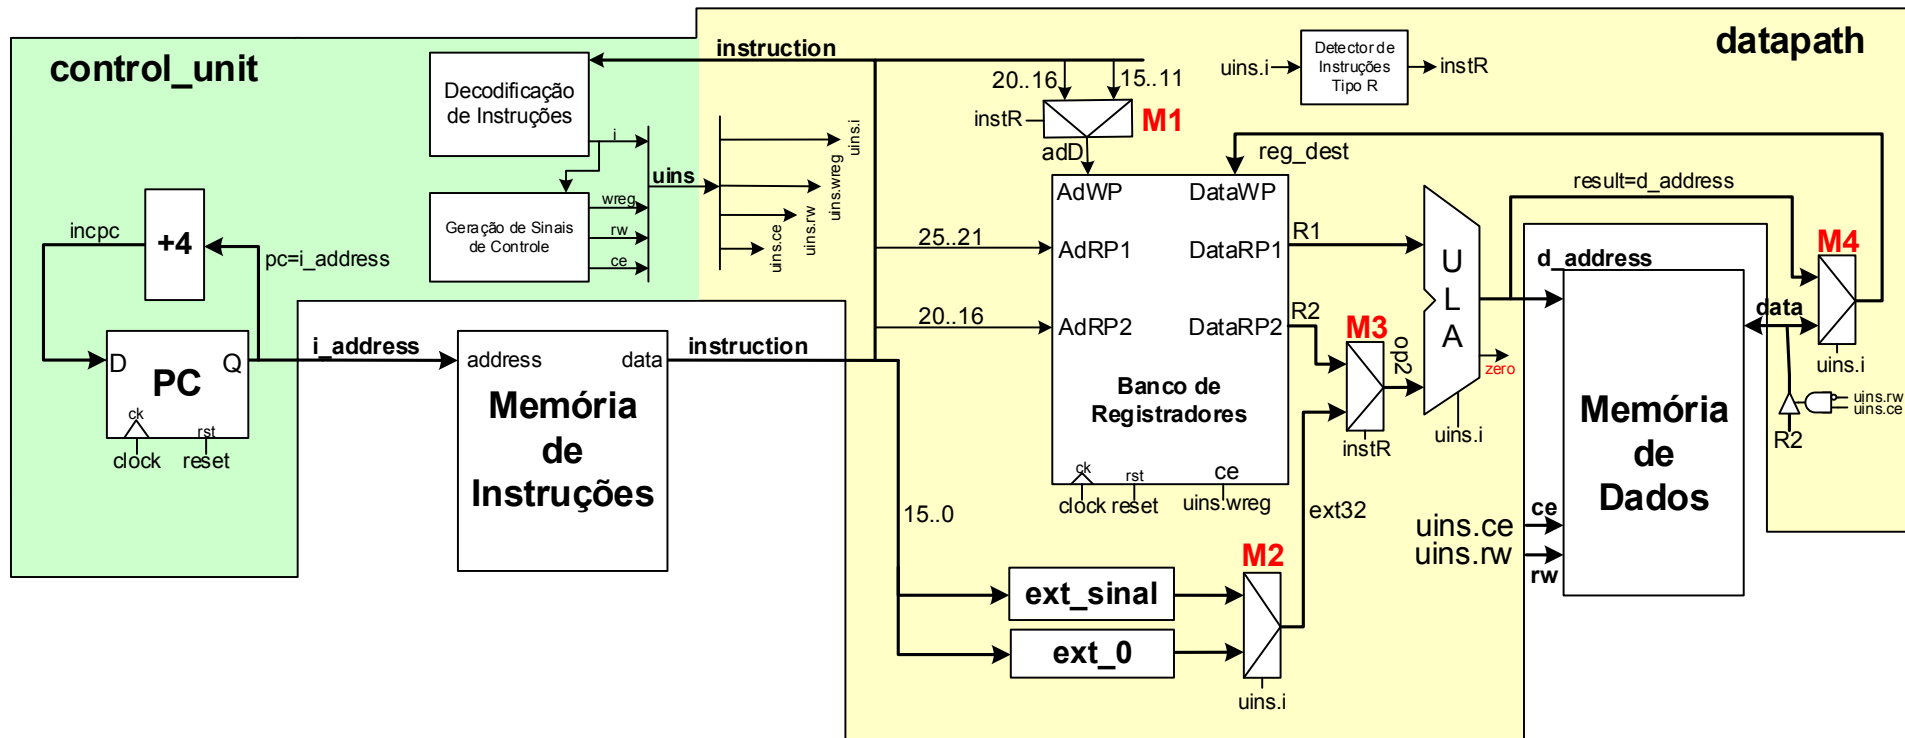 control_unit
datapath
instruction
Decodificação
de Instruções
i
uins
Geração de Sinais
de Controle
wreg
rw
ce
uins.i
uins.wreg
uins.rw
uins.ce
+4
incpc
pc=i_address
D
Q
PC
ck
rst
clock
reset
i_address
address
data
Memória
de
Instruções
instruction
20..16
15..11
instR
M1
adD
uins.i
Detector de
Instruções
Tipo R
instR
reg_dest
AdWP
DataWP
25..21
AdRP1
DataRP1
R1
20..16
AdRP2
DataRP2
R2
Banco de
Registradores
ck
rst
ce
clock
reset
uins.wreg
15..0
ext_sinal
ext_0
M2
uins.i
ext32
M3
op2
instR
U
L
A
zero
uins.i
result=d_address
d_address
Memória
de
Dados
data
M4
uins.i
uins.rw
uins.ce
R2
uins.ce
ce
uins.rw
rw